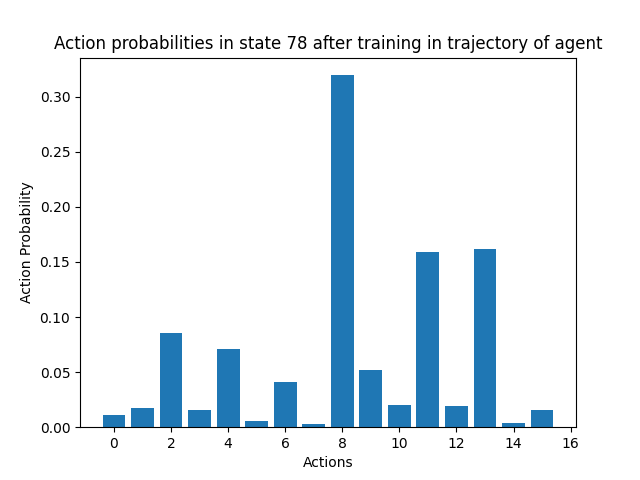 Action probabilities in state 78 after training in trajectory of agent
0.30
0.25
0.20
0.15
0.10
0.05
0.00
Action Probability
0 2 4 6 8 10 12 14 16
Actions